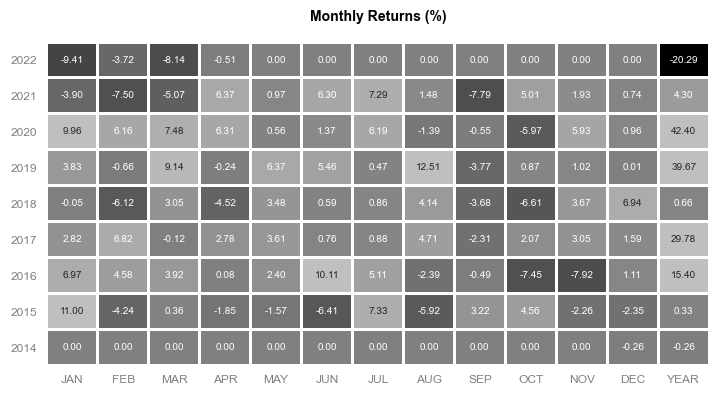 Monthly Returns (%)
2022 -9.41 -3.72 -8.14 -0.51 0.00 0.00 0.00 0.00 0.00 0.00 0.00 0.00 -20.29
2021 -3.90 -7.50 -5.07 6.37 0.97 6.30 7.29 1.48 -7.79 5.01 1.93 0.74 4.30
2020 9.96 6.16 7.48 6.31 0.56 1.37 6.19 -1.39 -0.55 -5.97 5.93 0.96 42.40
2019 3.83 -0.66 9.14 -0.24 6.37 5.46 0.47 12.51 -3.77 0.87 1.02 0.01 39.67
2018 -0.05 -6.12 3.05 -4.52 3.48 0.59 0.86 4.14 -3.68 -6.61 3.67 6.94 0.66
2017 2.82 6.82 -0.12 2.78 3.61 0.76 0.88 4.71 -2.31 2.07 3.05 1.59 29.78
2016 6.97 4.58 3.92 0.08 2.40 10.11 5.11 -2.39 -0.49 -7.45 -7.92 1.11 15.40
2015 11.00 -4.24 0.36 -1.85 -1.57 -6.41 7.33 -5.92 3.22 4.56 -2.26 -2.35 0.33
2014 0.00 0.00 0.00 0.00 0.00 0.00 0.00 0.00 0.00 0.00 0.00 -0.26 -0.26
JAN FEB MAR APR MAY JUN JUL AUG SEP OCT NOV DEC YEAR